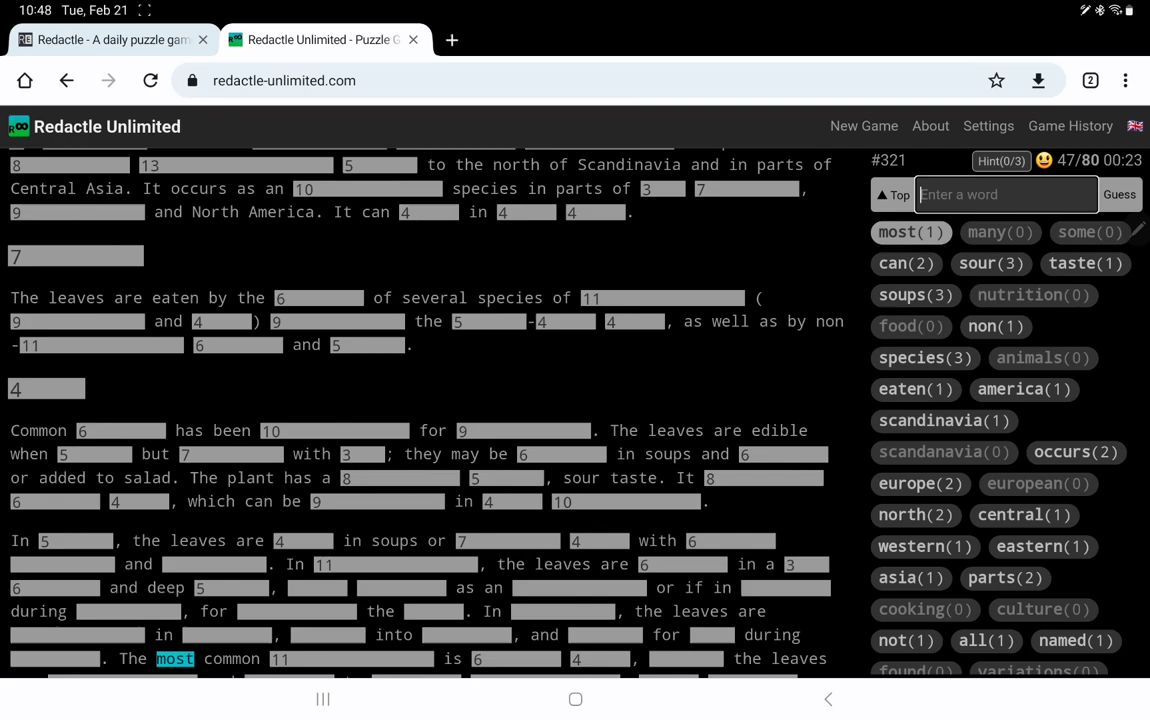 10:48 Tue, Feb 21
Redactle - A daily puzzle gam
Redactle Unlimited - Puzzle G
redactle-unlimited.com
2
Redactle Unlimited
New Game About Settings Game History
8 13 5 to the north of Scandinavia and in parts of
Central Asia. It occurs as an 10 species in parts of 3 7 ,
9 and North America. It can 4 in 4 4 .
7
The leaves are eaten by the 6 of several species of 11 (
9 and 4 ) 9 the 5 -4 4 , as well as by non
-11 6 and 5 .
4
Common 6 has been 10 for 9 . The leaves are edible
when 5 but 7 with 3 ; they may be 6 in soups and 6
or added to salad. The plant has a 8 5 , sour taste. It 8
6 4 , which can be 9 in 4 10 .
In 5 , the leaves are 4 in soups or 7 4 with 6
and . In 11 , the leaves are 6 in a 3
6 and deep 5 , as an or if in
during , for the . In , the leaves are
in , into , and for during
. The most common 11 is 6 4 , the leaves
#321 Hint(0/3) 47/80 00:23
▲ Top Enter a word Guess
most(1) many(0) some(0)
can(2) sour(3) taste(1)
soups(3) nutrition(0)
food(0) non(1)
species(3) animals(0)
eaten(1) america(1)
scandinavia(1)
scandanavia(0) occurs(2)
europe(2) european(0)
north(2) central(1)
western(1) eastern(1)
asia(1) parts(2)
cooking(0) culture(0)
not(1) all(1) named(1)
found(0) variations(0)